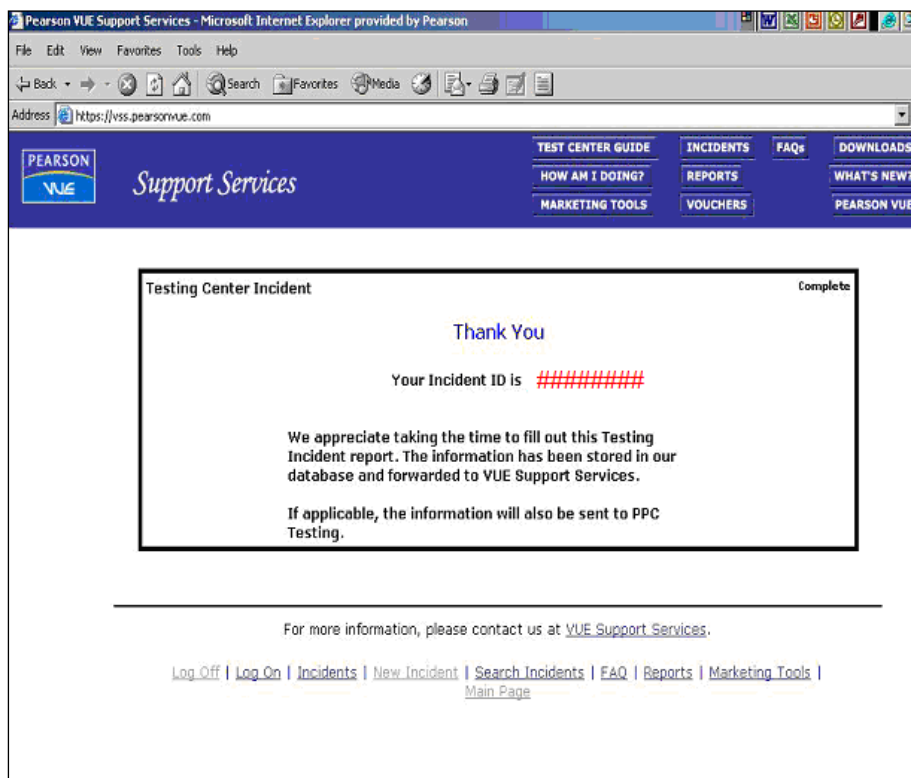 Pearson VUE Support Services - Microsoft Internet Explorer provided by Pearson
File Edit View Favorites Tools Help
Back Search Favorites Media
Address https://vss.pearsonvue.com
PEARSON
VUE
Support Services
TEST CENTER GUIDE INCIDENTS FAQs DOWNLOADS
HOW AM I DOING? REPORTS WHAT'S NEW?
MARKETING TOOLS VOUCHERS PEARSON VUE
Testing Center Incident Complete
Thank You
Your Incident ID is #########
We appreciate taking the time to fill out this Testing
Incident report. The information has been stored in our
database and forwarded to VUE Support Services.
If applicable, the information will also be sent to PPC
Testing.
For more information, please contact us at VUE Support Services.
Log Off | Log On | Incidents | New Incident | Search Incidents | FAQ | Reports | Marketing Tools |
Main Page